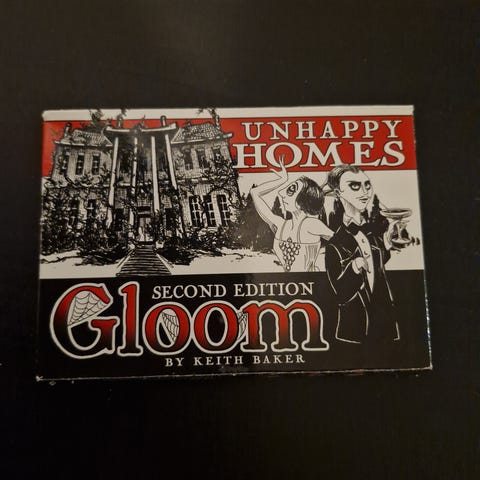 UNHAPPY
HOMES
SECOND EDITION
Gloom
BY KEITH BAKER